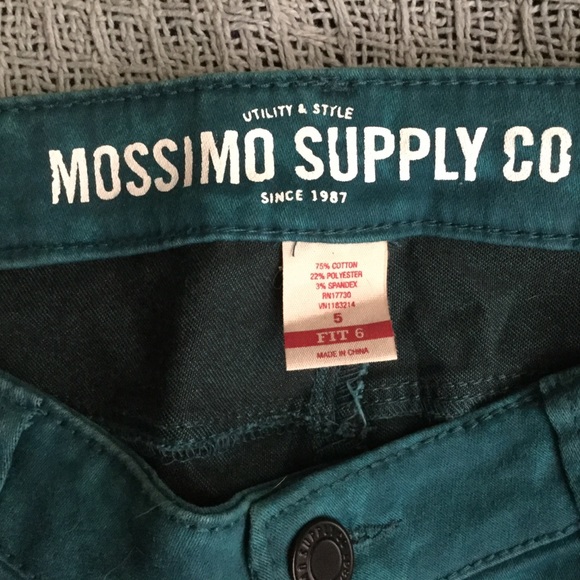 UTILITY & STYLE
MOSSIMO SUPPLY CO
SINCE 1987
75% COTTON
22% POLYESTER
3% SPANDEX
RN17730
VN1183214
5
FIT 6
MADE IN CHINA
SUPPLY